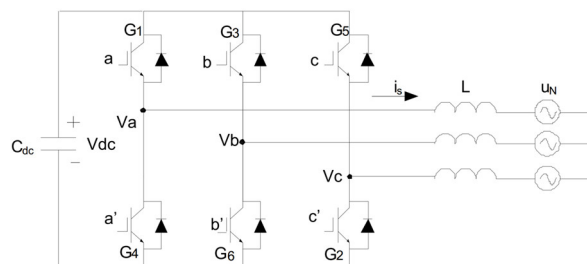 G1 G3 G5
a b c
is L uN
Va
+
Cdc Vdc Vb
−
Vc
a' b' c'
G4 G6 G2